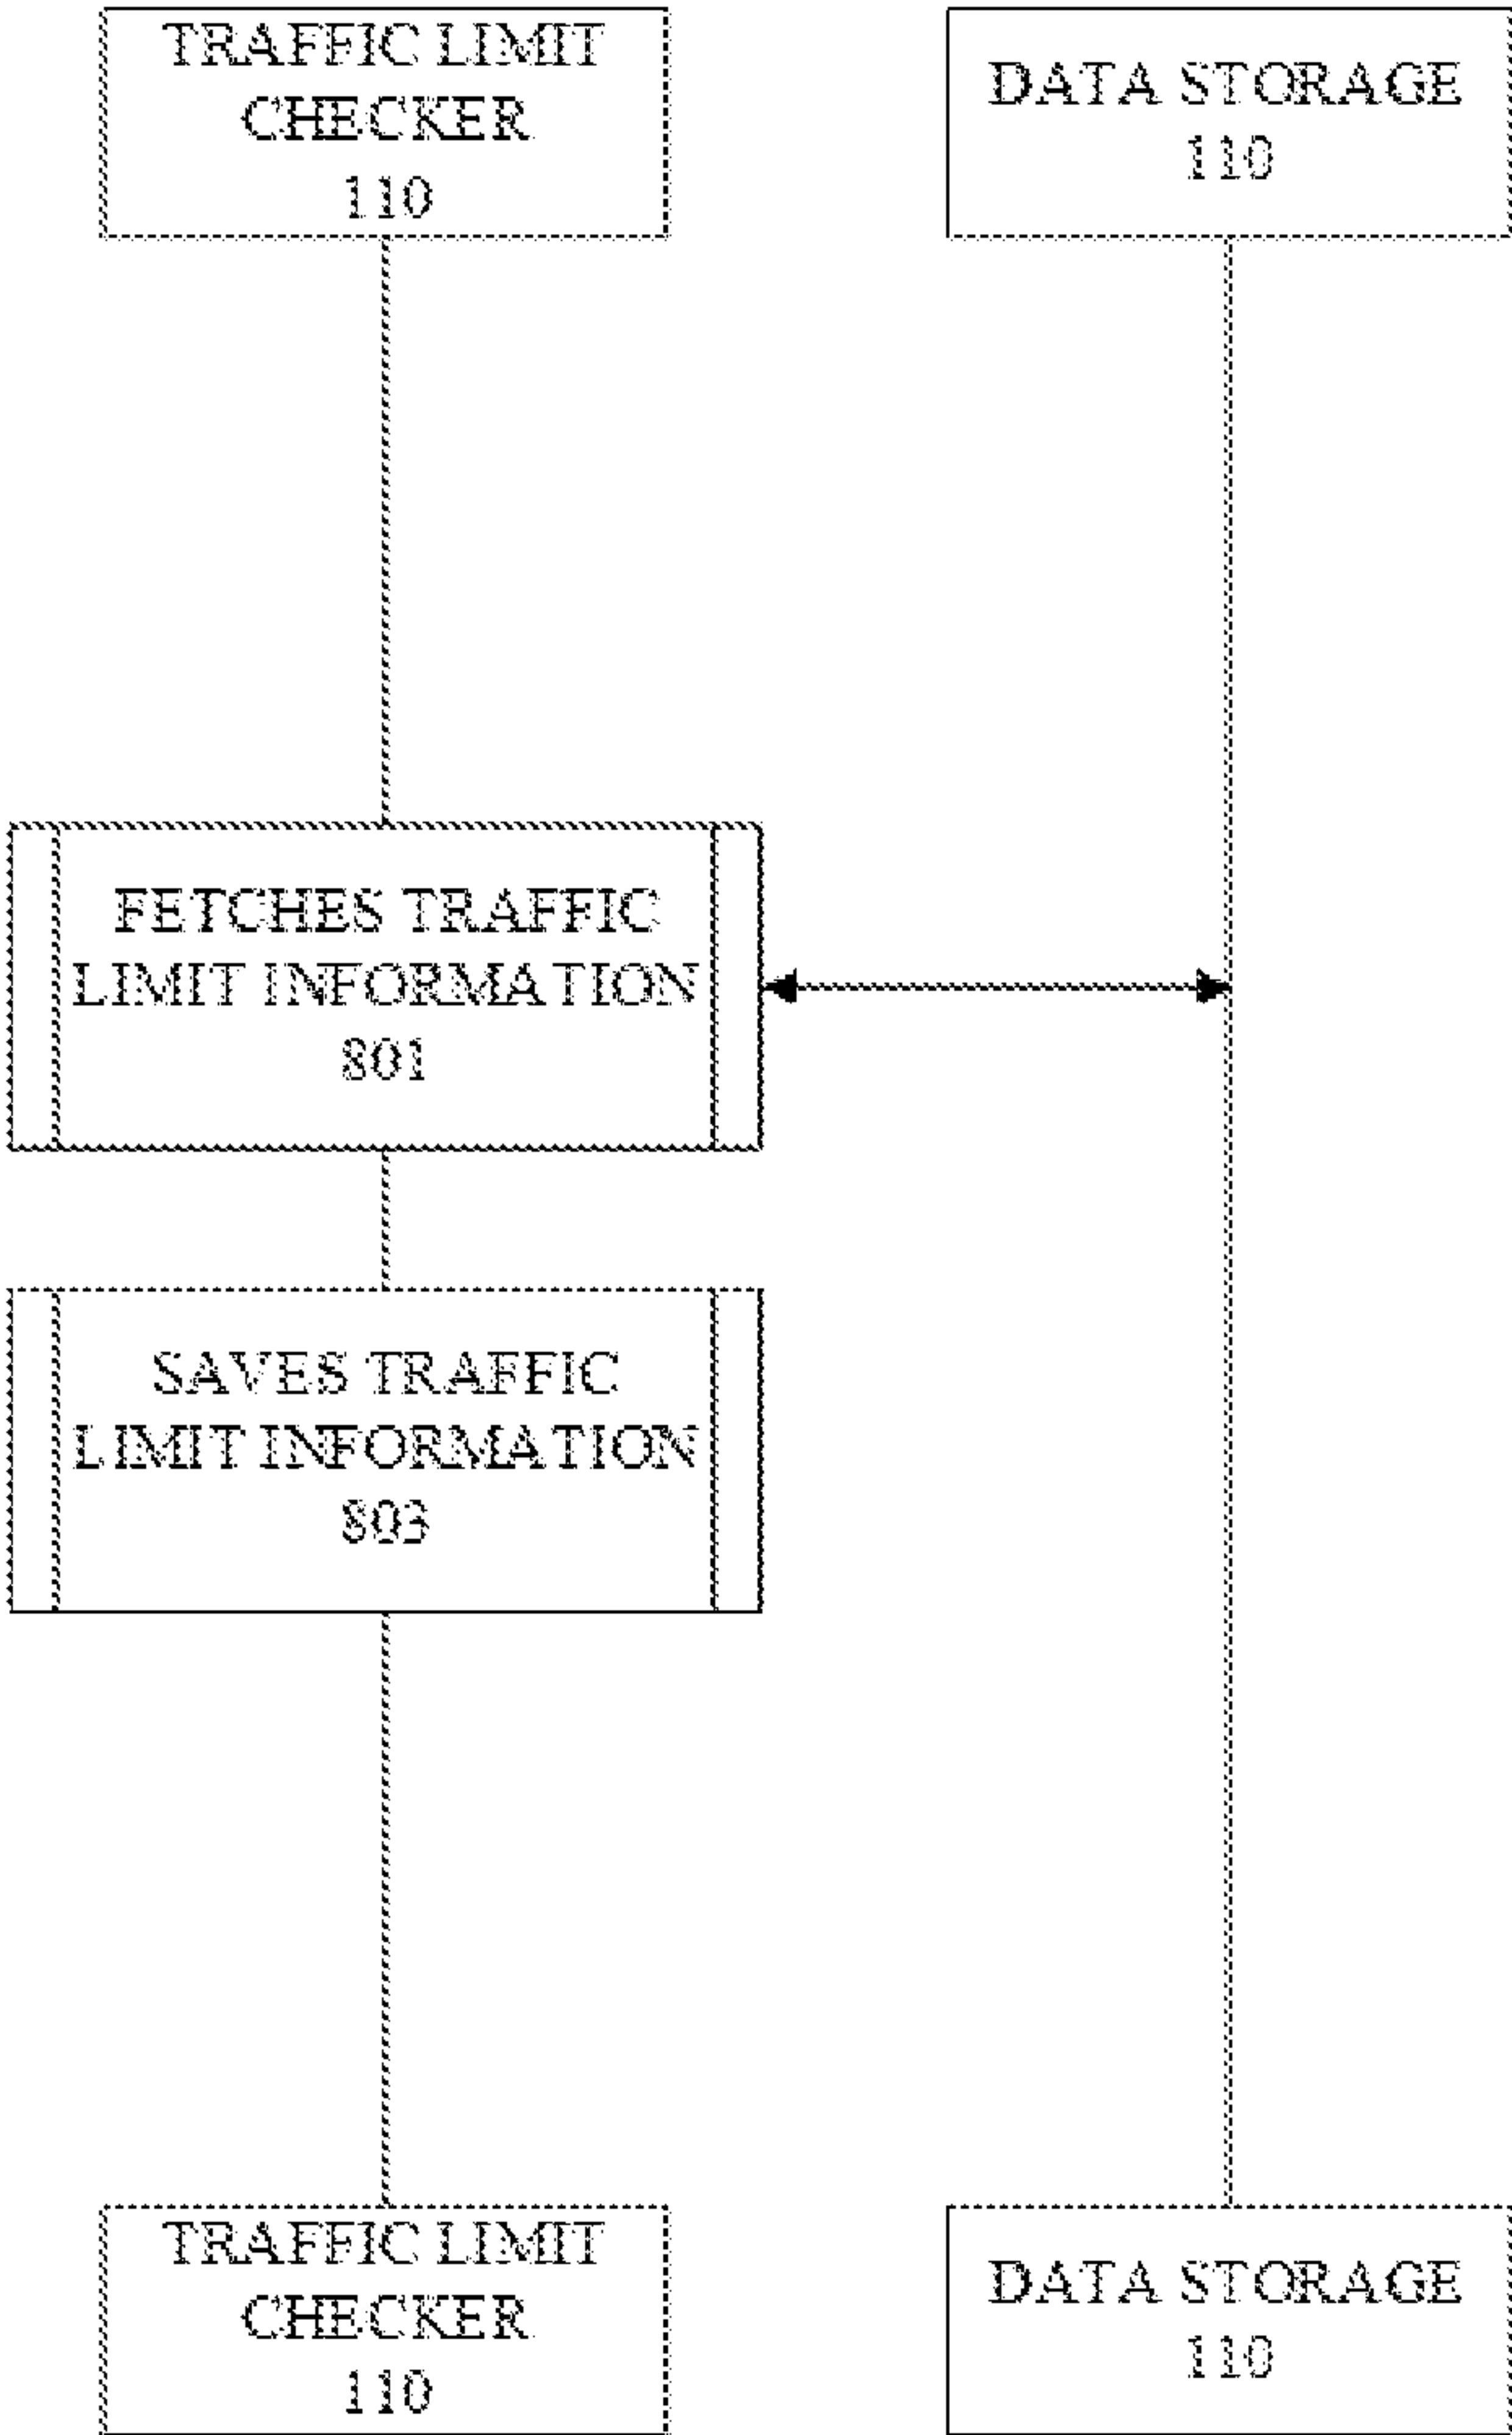 TRAFFIC LIMIT
CHECKER
110
DATA STORAGE
110
FETCHES TRAFFIC
LIMIT INFORMATION
801
SAVES TRAFFIC
LIMIT INFORMATION
803
TRAFFIC LIMIT
CHECKER
110
DATA STORAGE
110